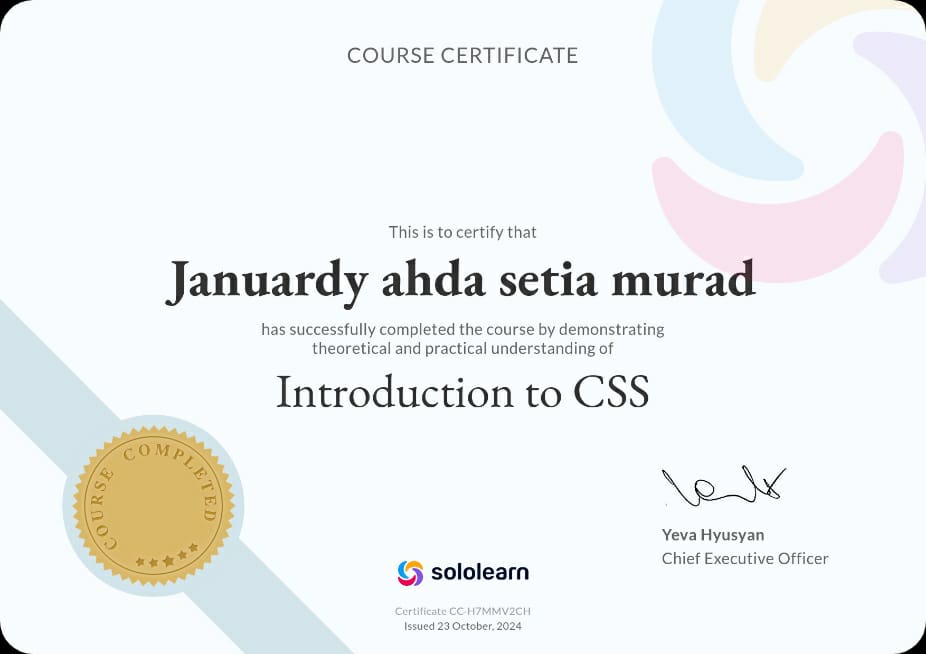 COURSE CERTIFICATE
This is to certify that
Januardy ahda setia murad
has successfully completed the course by demonstrating
theoretical and practical understanding of
Introduction to CSS
COURSE COMPLETED
Yeva Hyusyan
Chief Executive Officer
sololearn
Certificate CC-H7MMV2CH
Issued 23 October, 2024